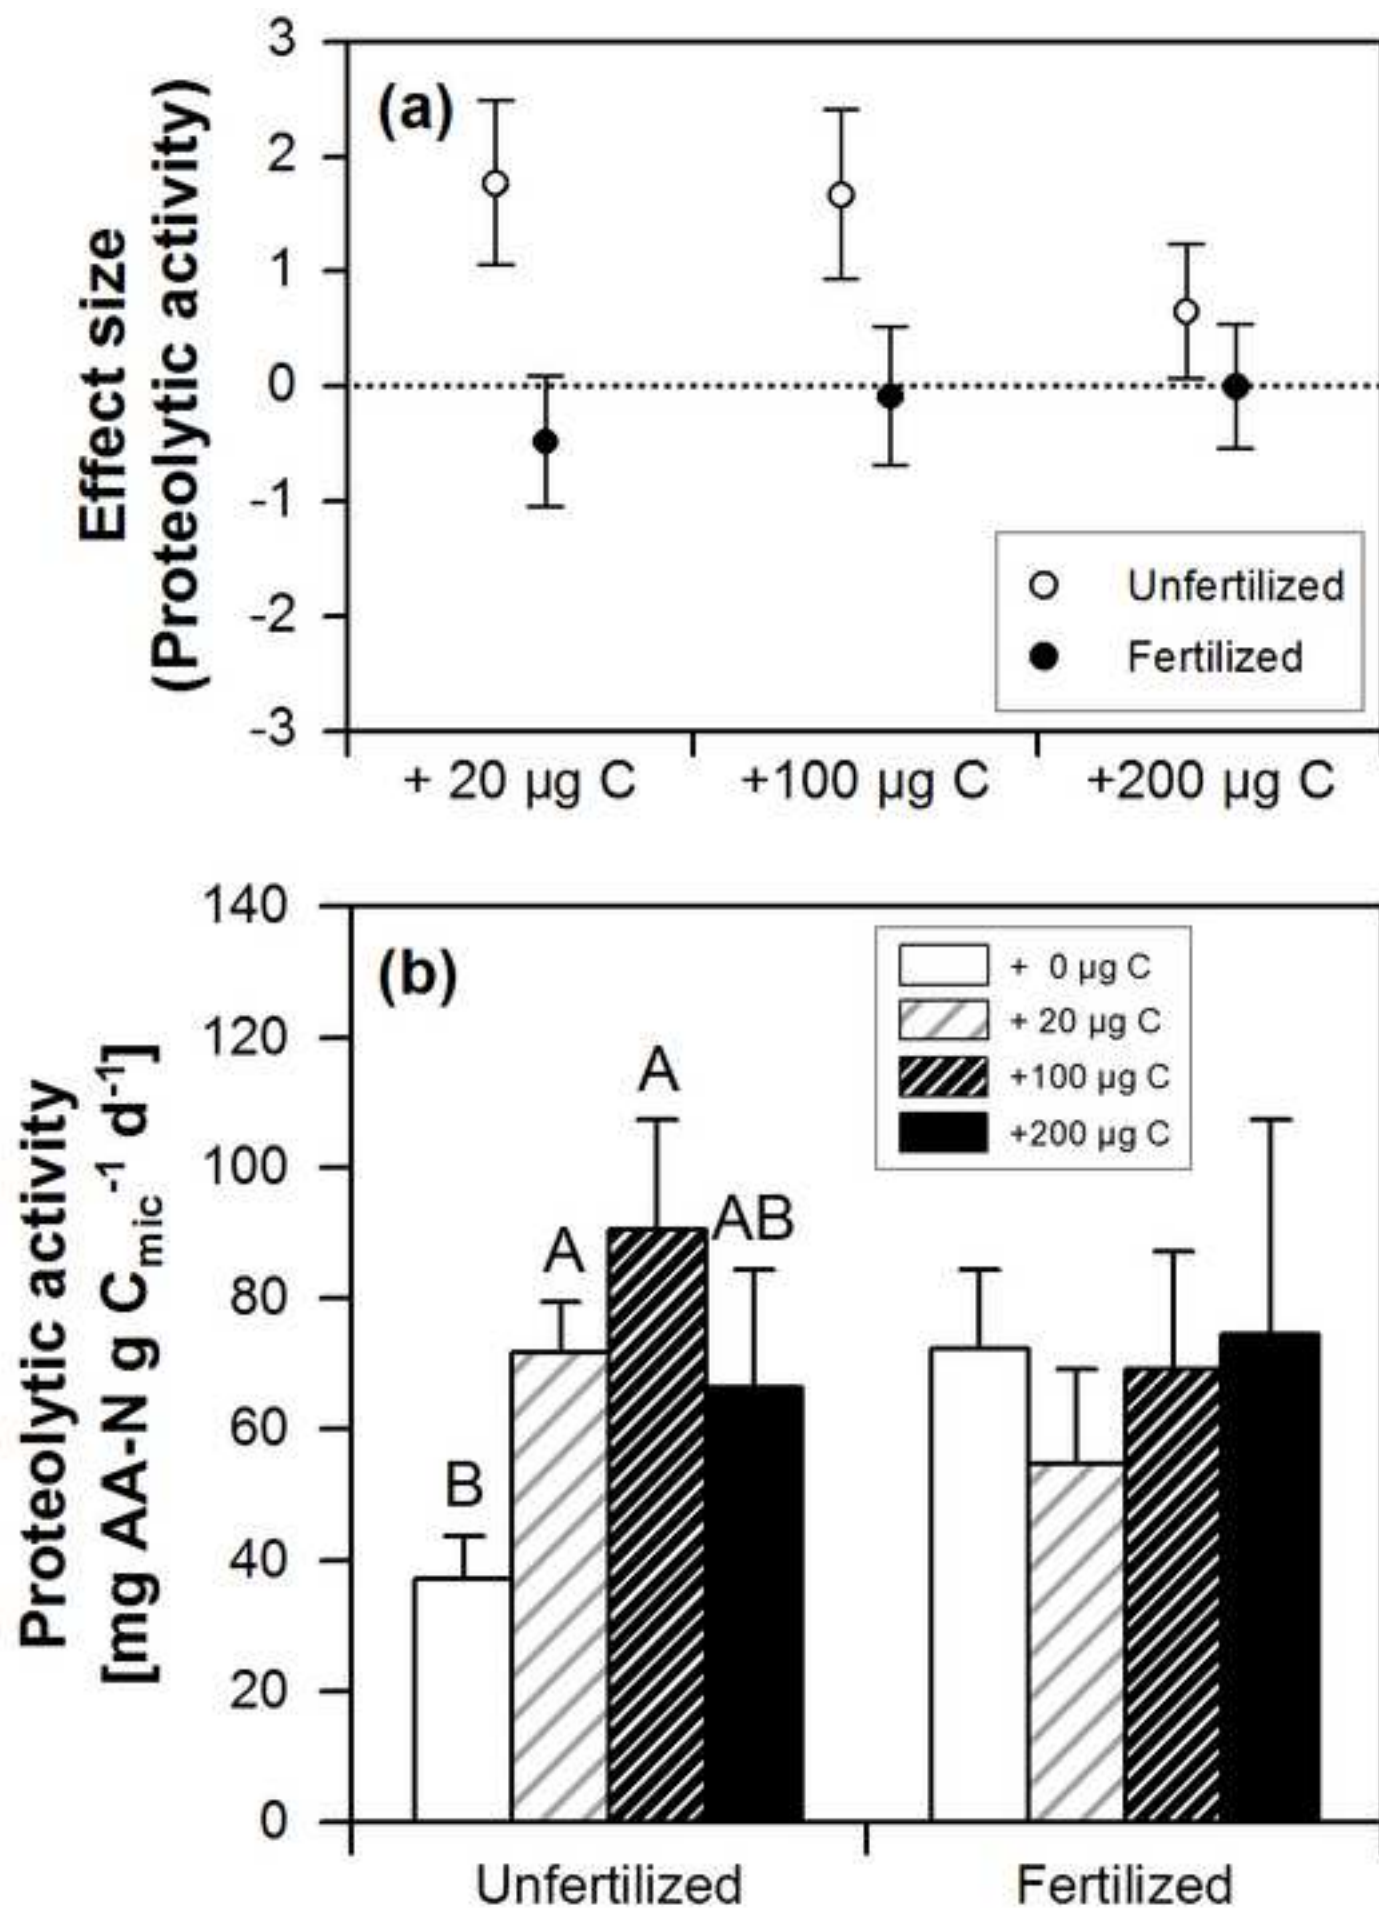 3
(a)
2
1
0
-1
-2
-3
Effect size
(Proteolytic activity)
Unfertilized
Fertilized
+ 20 µg C
+100 µg C
+200 µg C
140
(b)
120
100
80
60
40
20
0
Proteolytic activity
[mg AA-N g Cmic-1 d-1]
+ 0 µg C
+ 20 µg C
+100 µg C
+200 µg C
A
A
AB
B
Unfertilized
Fertilized